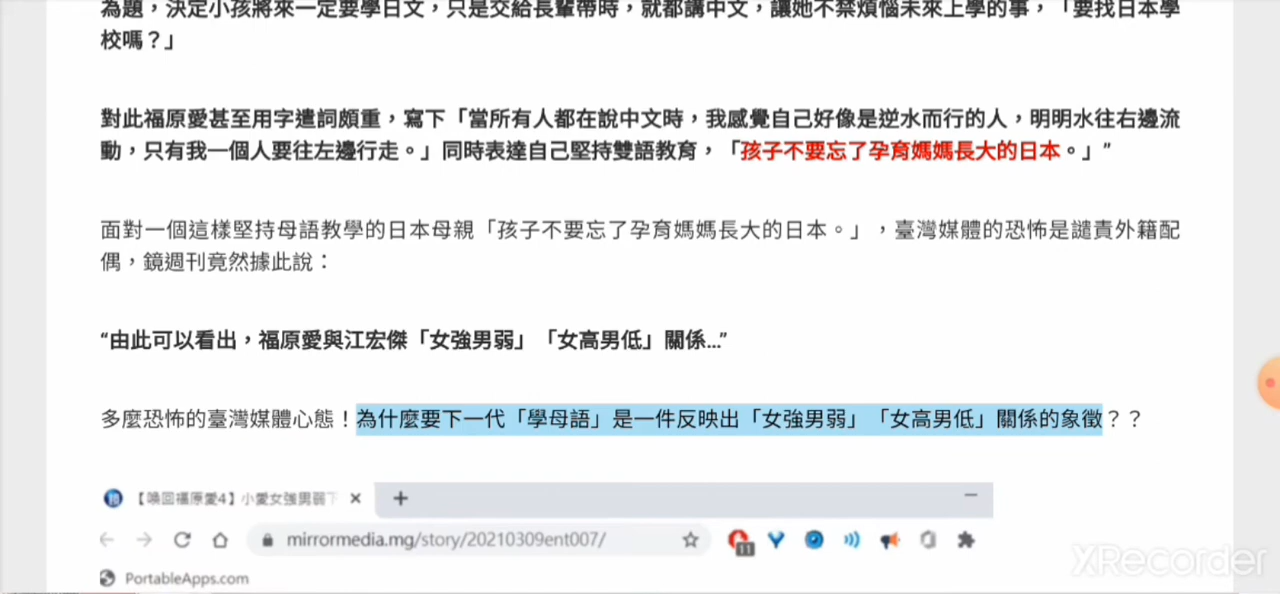 為題，決定小孩將來一定要學日文，只是交給長輩帶時，就都講中文，讓她不禁煩惱未來上學的事，「要找日本學
校嗎？」
對此福原愛甚至用字遣詞頗重，寫下「當所有人都在說中文時，我感覺自己好像是逆水而行的人，明明水往右邊流
動，只有我一個人要往左邊行走。」同時表達自己堅持雙語教育，「孩子不要忘了孕育媽媽長大的日本。」”
面對一個這樣堅持母語教學的日本母親「孩子不要忘了孕育媽媽長大的日本。」，臺灣媒體的恐怖是譴責外籍配
偶，鏡週刊竟然據此說：
“由此可以看出，福原愛與江宏傑「女強男弱」「女高男低」關係…”
多麼恐怖的臺灣媒體心態！為什麼要下一代「學母語」是一件反映出「女強男弱」「女高男低」關係的象徵？？
【喚回福原愛4】小愛女強男弱下
mirrormedia.mg/story/20210309ent007/
11
PortableApps.com
XRecorder